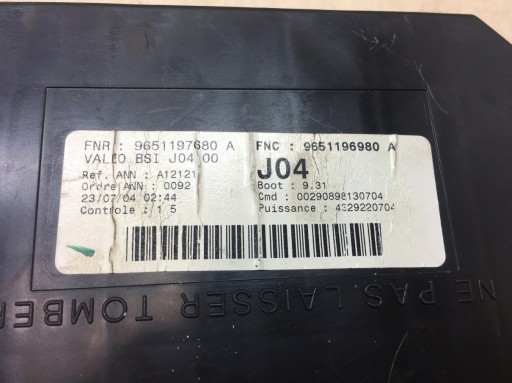 FNR : 9651197680 A
VALEO BSI J04 00
Ref. ANN : A12121
Ordre ANN : 0092
23/07/04 02:44
Controle : 1 5
FNC : 9651196980 A
J04
Boot : 9.31
Cmd : 00290898130704
Puissance : 4329220704
NE PAS LAISSER TOMBER